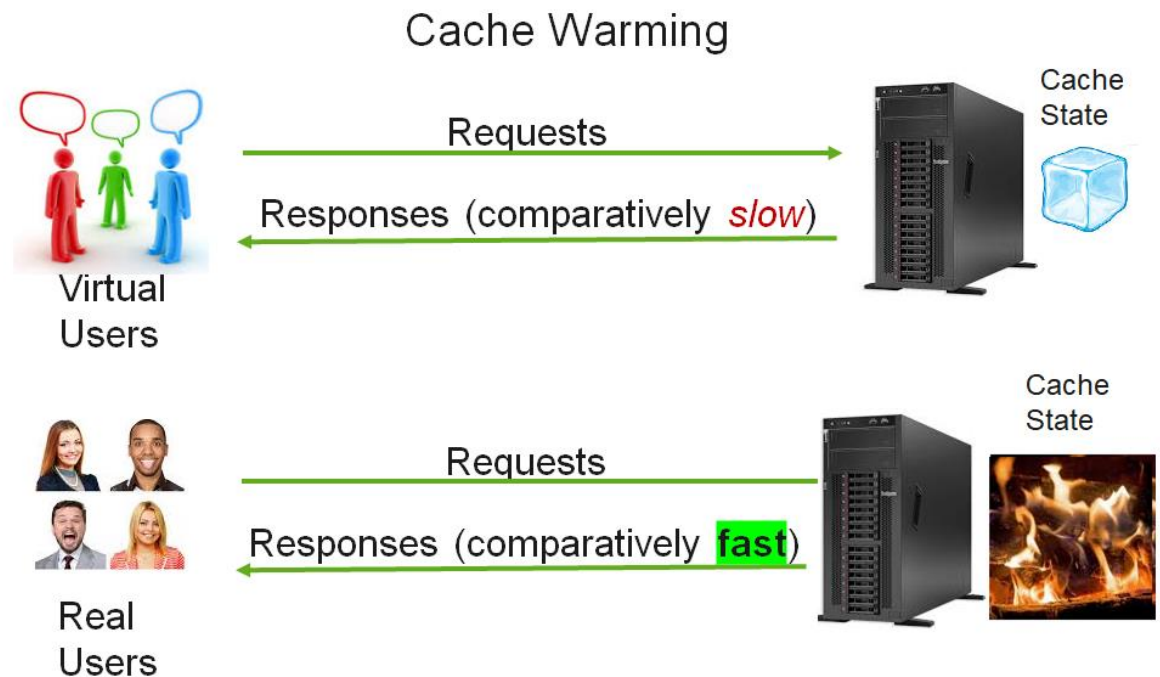 Cache Warming
Cache
State
Requests
Responses (comparatively slow)
Virtual
Users
Cache
State
Requests
Responses (comparatively fast)
Real
Users